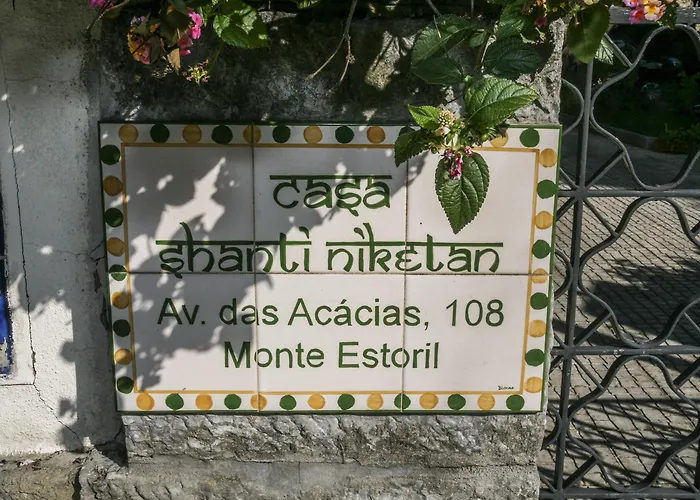 Casa
Shanti Niketan
Av. das Acácias, 108
Monte Estoril